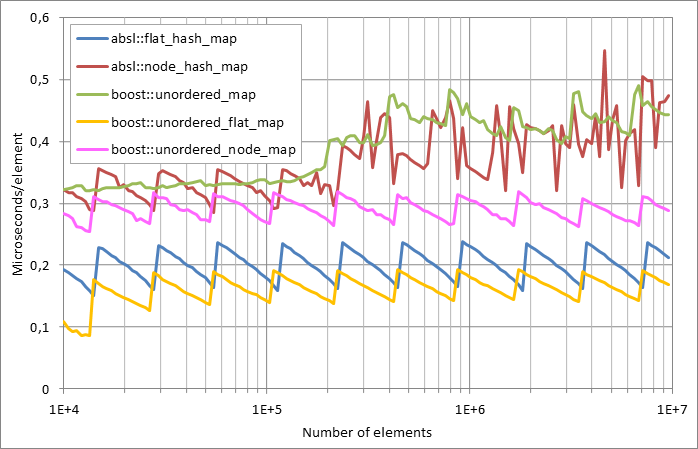 0,6
0,5
0,4
0,3
0,2
0,1
0
Microseconds/element
absl::flat_hash_map
absl::node_hash_map
boost::unordered_map
boost::unordered_flat_map
boost::unordered_node_map
1E+4
1E+5
1E+6
1E+7
Number of elements